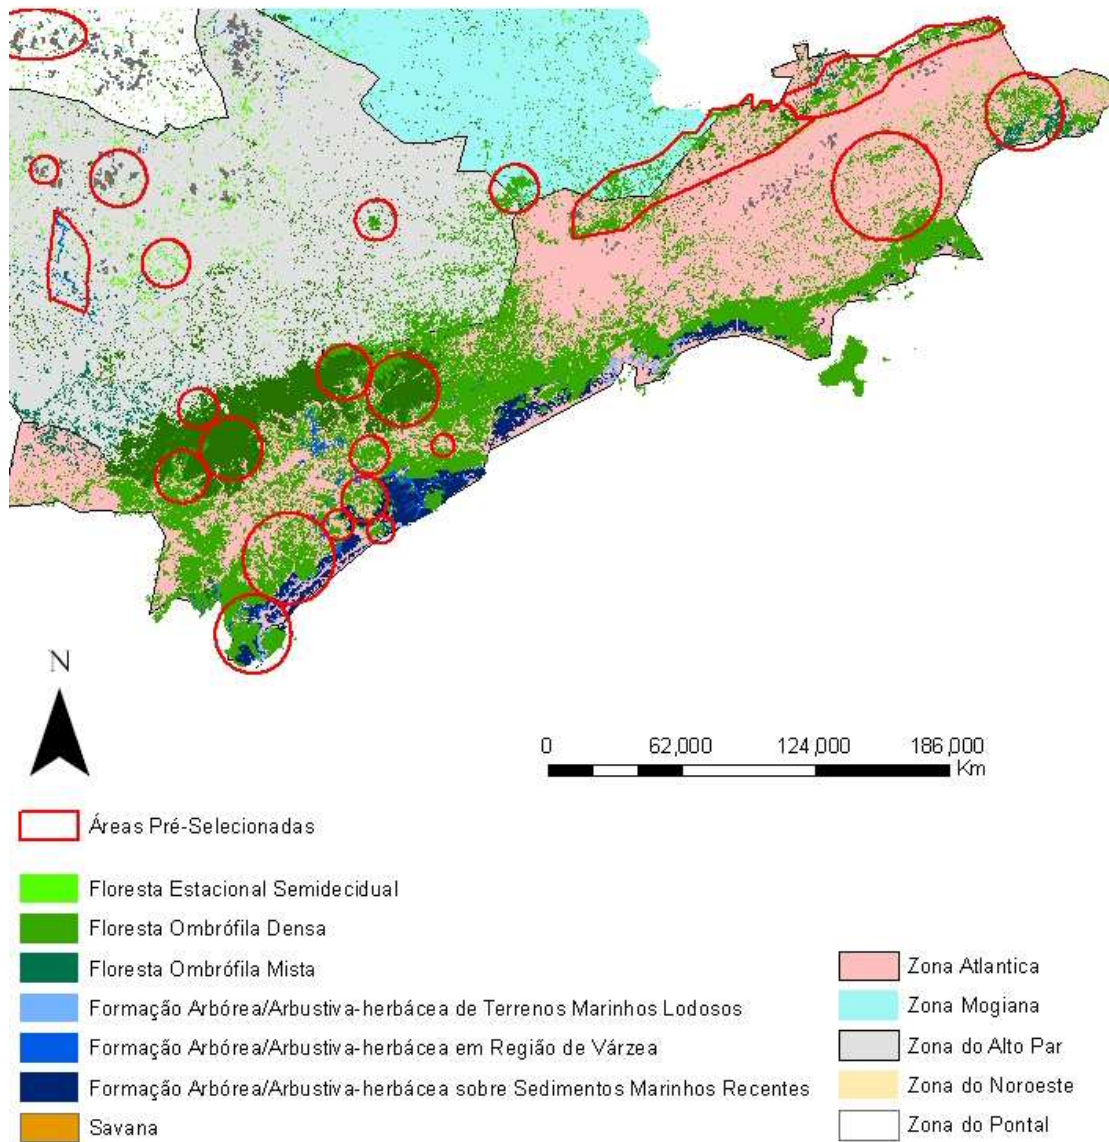 N
0 62,000 124,000 186,000
Km
Áreas Pré-Selecionadas
Floresta Estacional Semidecidual
Floresta Ombrófila Densa
Floresta Ombrófila Mista
Formação Arbórea/Arbustiva-herbácea de Terrenos Marinhos Lodosos
Formação Arbórea/Arbustiva-herbácea em Região de Várzea
Formação Arbórea/Arbustiva-herbácea sobre Sedimentos Marinhos Recentes
Savana
Zona Atlantica
Zona Mogiana
Zona do Alto Par
Zona do Noroeste
Zona do Pontal